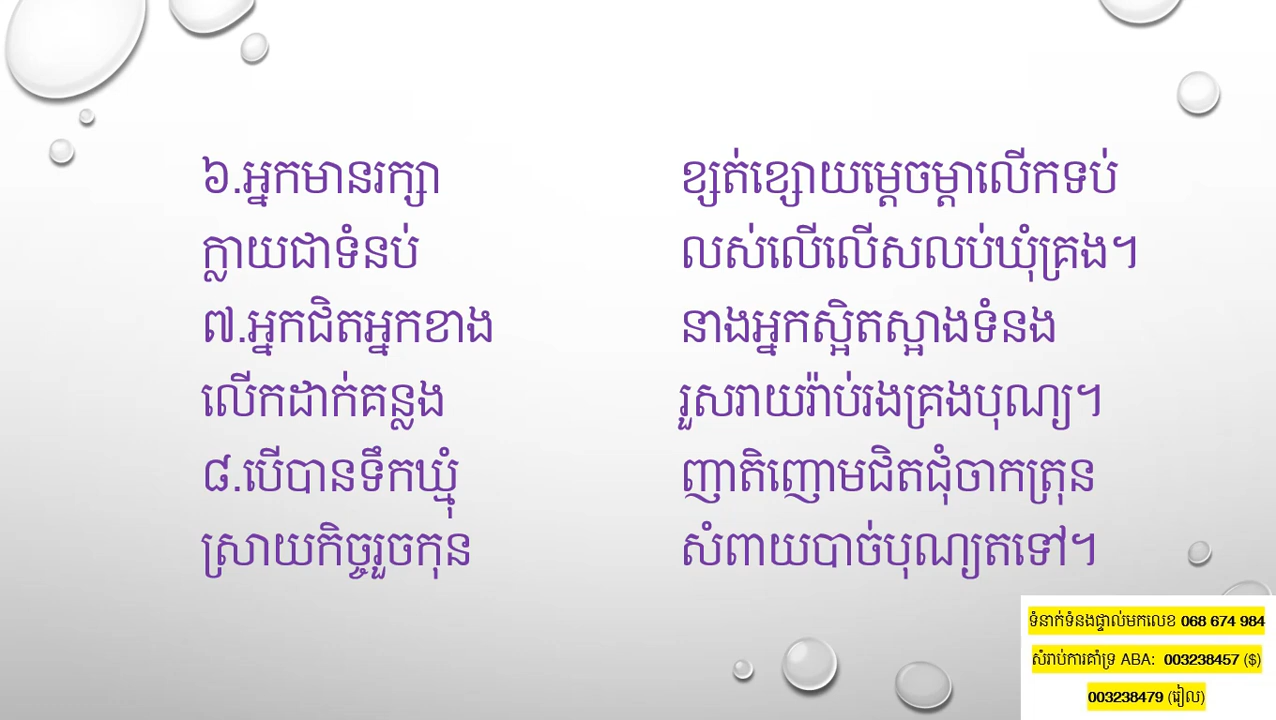 ៦.អ្នកមានរក្សា ខ្សត់ខ្សោយម្ដេចម្ដាលើកទប់
ក្លាយជាទំនប់ លស់លើលើសលប់ឃុំគ្រង។
៧.អ្នកជិតអ្នកខាង នាងអ្នកស្អិតស្អាងទំនង
លើកដាក់គន្លង រួសរាយរ៉ាប់រងគ្រងបុណ្យ។
៨.បើបានទឹកឃ្មុំ ញាតិញោមជិតជុំចាកត្រុន
ស្រាយកិច្ចរួចកុន សំពាយបាច់បុណ្យតទៅ។
ទំនាក់ទំនងផ្ទាល់មកលេខ 068 674 984
សំរាប់ការគាំទ្រ ABA: 003238457 ($)
003238479 (រៀល)